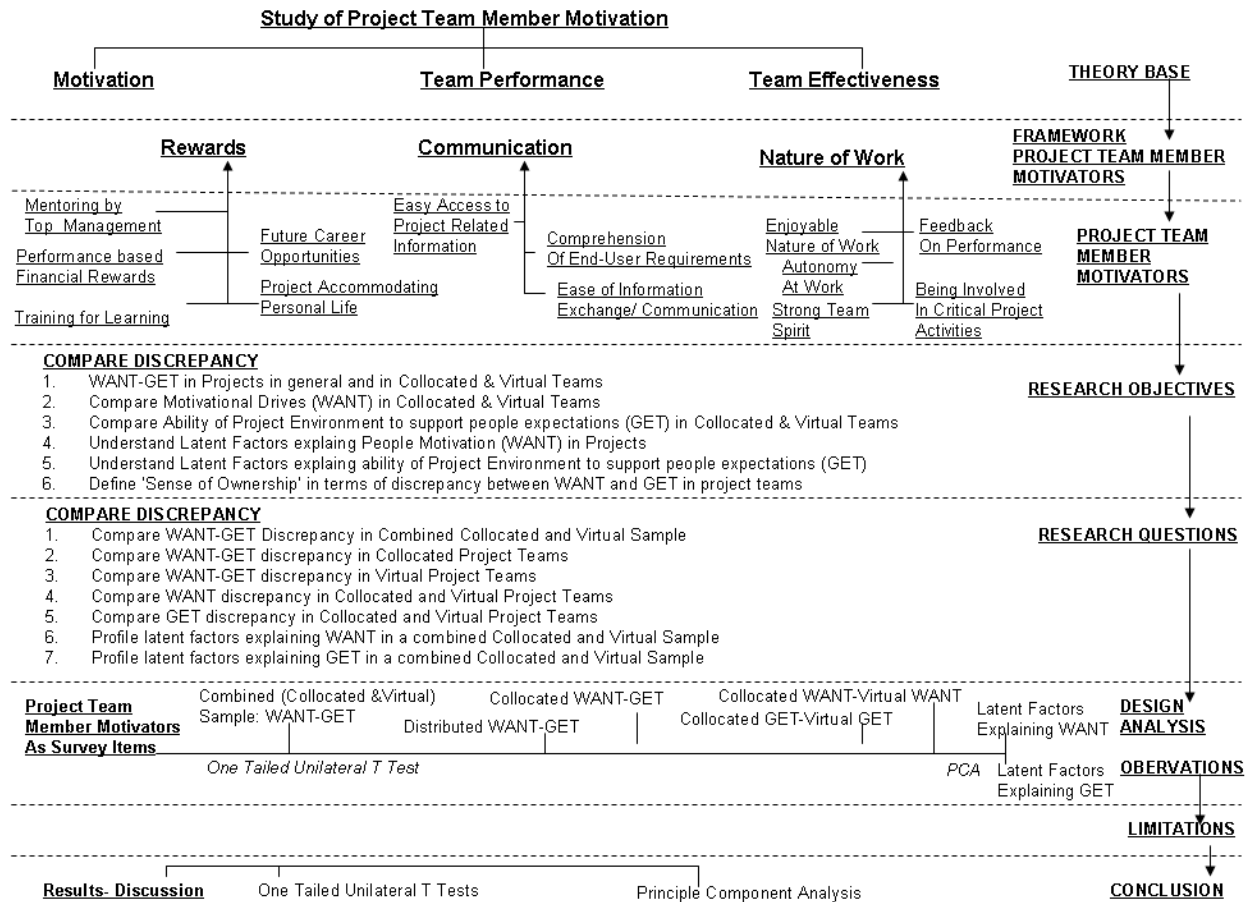 Study of Project Team Member Motivation
Motivation
Team Performance
Team Effectiveness
THEORY BASE
Rewards
Communication
Nature of Work
FRAMEWORK
PROJECT TEAM MEMBER
MOTIVATORS
Mentoring by
Top Management
Performance based
Financial Rewards
Training for Learning
Future Career
Opportunities
Project Accommodating
Personal Life
Easy Access to
Project Related
Information
Comprehension
Of End-User Requirements
Ease of Information
Exchange/ Communication
Enjoyable
Nature of Work
Autonomy
At Work
Strong Team
Spirit
Feedback
On Performance
Being Involved
In Critical Project
Activities
PROJECT TEAM
MEMBER
MOTIVATORS
COMPARE DISCREPANCY
1. WANT-GET in Projects in general and in Collocated & Virtual Teams
2. Compare Motivational Drives (WANT) in Collocated & Virtual Teams
3. Compare Ability of Project Environment to support people expectations (GET) in Collocated & Virtual Teams
4. Understand Latent Factors explaing People Motivation (WANT) in Projects
5. Understand Latent Factors explaing ability of Project Environment to support people expectations (GET)
6. Define 'Sense of Ownership' in terms of discrepancy between WANT and GET in project teams
RESEARCH OBJECTIVES
COMPARE DISCREPANCY
1. Compare WANT-GET Discrepancy in Combined Collocated and Virtual Sample
2. Compare WANT-GET discrepancy in Collocated Project Teams
3. Compare WANT-GET discrepancy in Virtual Project Teams
4. Compare WANT discrepancy in Collocated and Virtual Project Teams
5. Compare GET discrepancy in Collocated and Virtual Project Teams
6. Profile latent factors explaining WANT in a combined Collocated and Virtual Sample
7. Profile latent factors explaining GET in a combined Collocated and Virtual Sample
RESEARCH QUESTIONS
Project Team
Member Motivators
As Survey Items
Combined (Collocated &Virtual)
Sample: WANT-GET
Distributed WANT-GET
Collocated WANT-GET
Collocated WANT-Virtual WANT
Collocated GET-Virtual GET
Latent Factors
Explaining WANT
One Tailed Unilateral T Test
PCA
Latent Factors
Explaining GET
DESIGN
ANALYSIS
OBERVATIONS
LIMITATIONS
Results- Discussion
One Tailed Unilateral T Tests
Principle Component Analysis
CONCLUSION